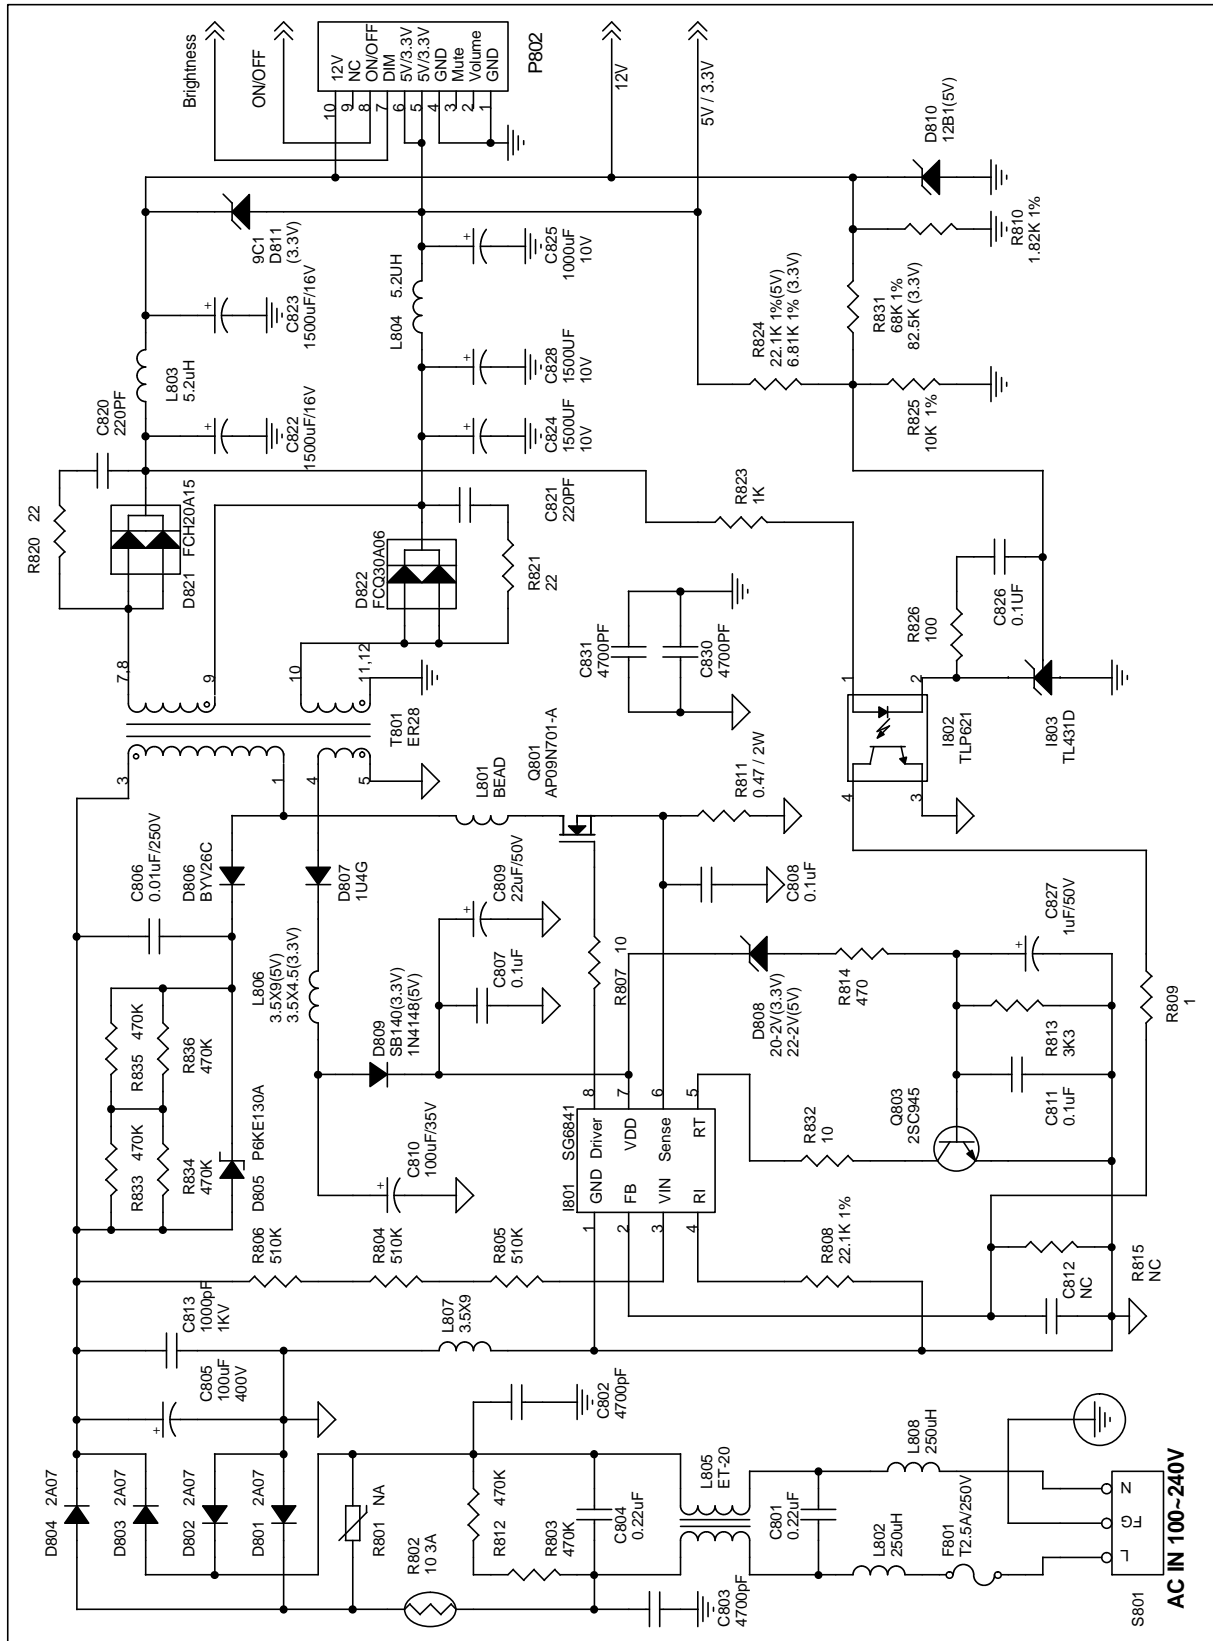 Brightness
ON/OFF
12V
NC
ON/OFF
DIM
5V/3.3V
5V/3.3V
GND
Mute
Volume
GND
10
9
8
7
6
5
4
3
2
1
P802
12V
5V / 3.3V
D810
12B1(5V)
R810
1.82K 1%
9C1
D811
(3.3V)
C825
1000uF
10V
5.2UH
L804
C823
1500uF/16V
L803
5.2uH
C822
1500uF/16V
C828
1500UF
10V
C824
1500UF
10V
R824
22.1K 1%(5V)
6.81K 1% (3.3V)
R831
68K 1%
82.5K (3.3V)
R825
10K 1%
C820
220PF
R820 22
FCH20A15
D821
D822
FCQ30A06
C821
220PF
R821
22
R823
1K
C826
0.1UF
R826
100
C831
4700PF
C830
4700PF
I802
TLP621
1
2
3
4
I803
TL431D
7,8
9
10
11,12
3
1
4
5
T801
ER28
L801
BEAD
Q801
AP09N701-A
R811
0.47 / 2W
C806
0.01uF/250V
D806
BYV26C
D807
1U4G
C809
22uF/50V
C807
0.1uF
R807 10
C808
0.1uF
L806
3.5X9(5V)
3.5X4.5(3.3V)
D809
SB140(3.3V)
1N4148(5V)
D808
20-2V(3.3V)
22-2V(5V)
R814
470
C827
1uF/50V
R813
3K3
C811
0.1uF
R809
1
R835 470K
R836
470K
R833 470K
R834
470K
D805 P6KE130A
C810
100uF/35V
I801 SG6841
GND
FB
VIN
RI
Driver
VDD
Sense
RT
1
2
3
4
8
7
6
5
R832
10
Q803
2SC945
R806
510K
R804
510K
R805
510K
R808
22.1K 1%
C812
NC
R815
NC
C813
1000pF
1KV
C805
100uF
400V
L807
3.5X9
C802
4700pF
D804 2A07
D803 2A07
D802 2A07
D801 2A07
R801 NA
R802
10 3A
R812 470K
R803
470K
C804
0.22uF
C803
4700pF
L805
ET-20
C801
0.22uF
L808
250uH
L802
250uH
F801
T2.5A/250V
N
FG
L
S801
AC IN 100~240V